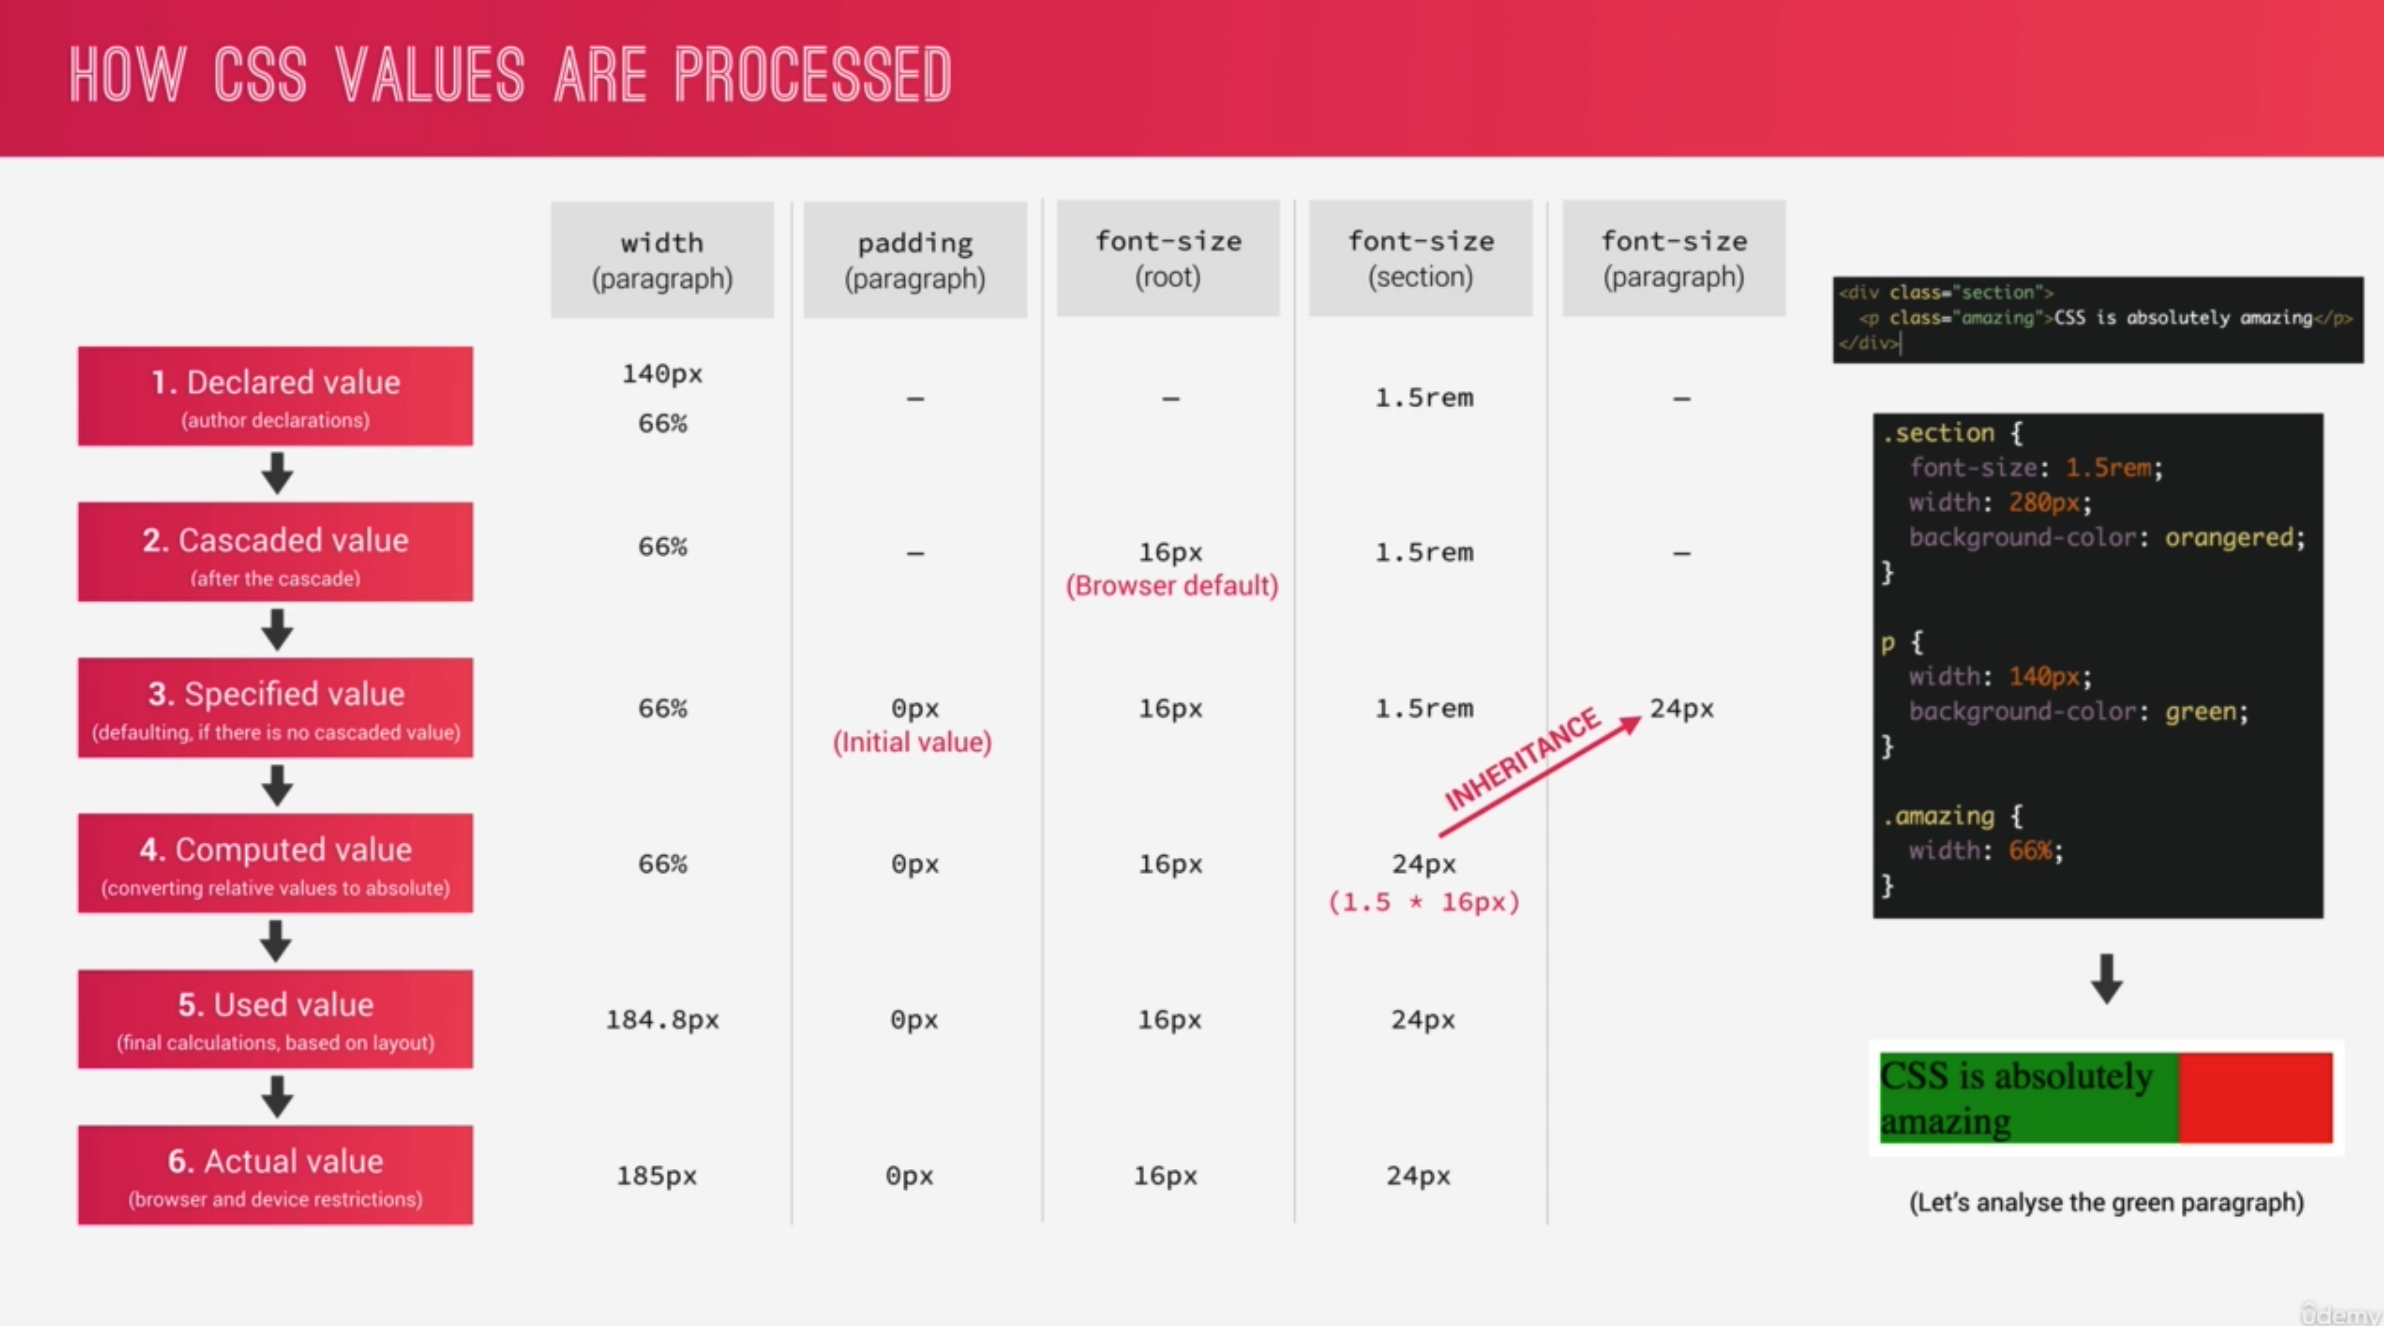 HOW CSS VALUES ARE PROCESSED
width
(paragraph)
padding
(paragraph)
font-size
(root)
font-size
(section)
font-size
(paragraph)
1. Declared value
(author declarations)
140px
66%
–
–
1.5rem
–
2. Cascaded value
(after the cascade)
66%
–
16px
(Browser default)
1.5rem
–
3. Specified value
(defaulting, if there is no cascaded value)
66%
0px
(Initial value)
16px
1.5rem
24px
INHERITANCE
4. Computed value
(converting relative values to absolute)
66%
0px
16px
24px
(1.5 * 16px)
5. Used value
(final calculations, based on layout)
184.8px
0px
16px
24px
6. Actual value
(browser and device restrictions)
185px
0px
16px
24px
<div class="section">
<p class="amazing">CSS is absolutely amazing</p>
</div>
.section {
font-size: 1.5rem;
width: 280px;
background-color: orangered;
}
p {
width: 140px;
background-color: green;
}
.amazing {
width: 66%;
}
CSS is absolutely
amazing
(Let's analyse the green paragraph)
ûdemy